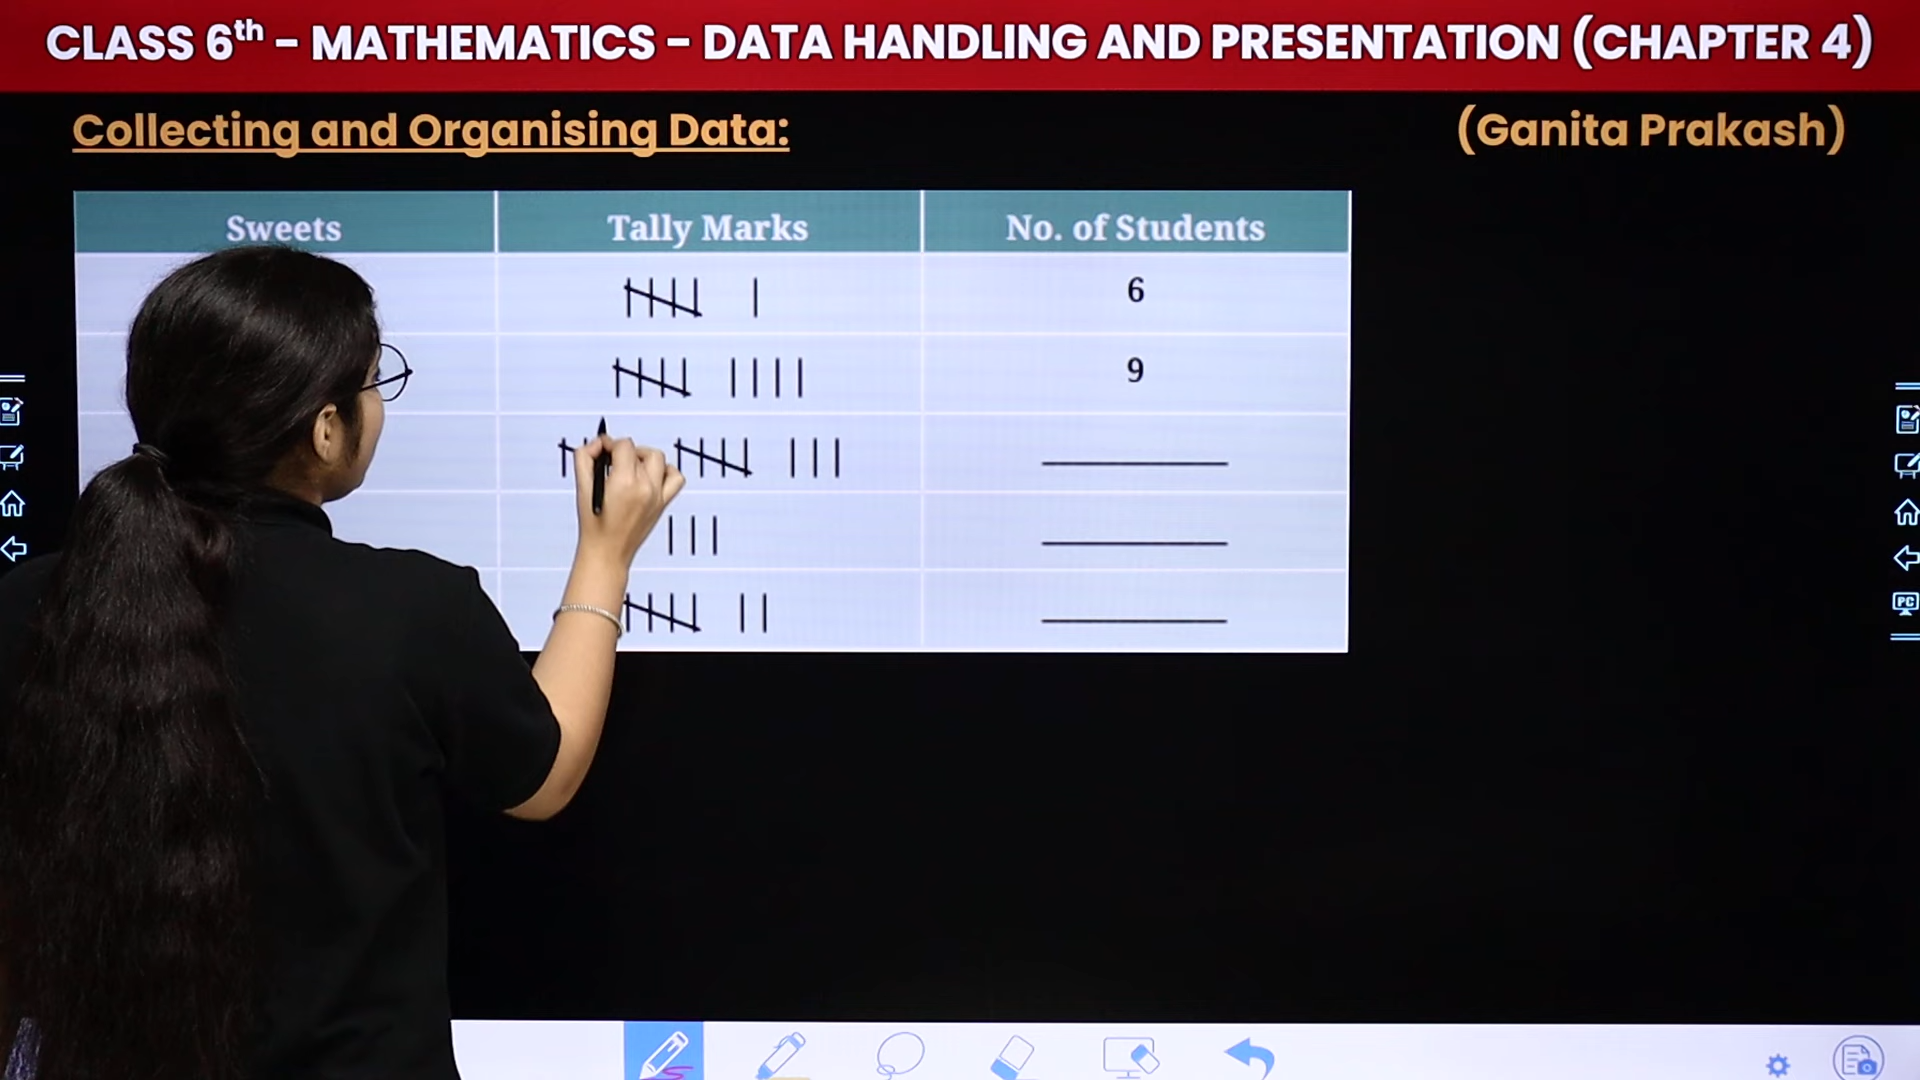 CLASS 6th - MATHEMATICS - DATA HANDLING AND PRESENTATION (CHAPTER 4)
Collecting and Organising Data: (Ganita Prakash)
Sweets Tally Marks No. of Students
6
9
PC